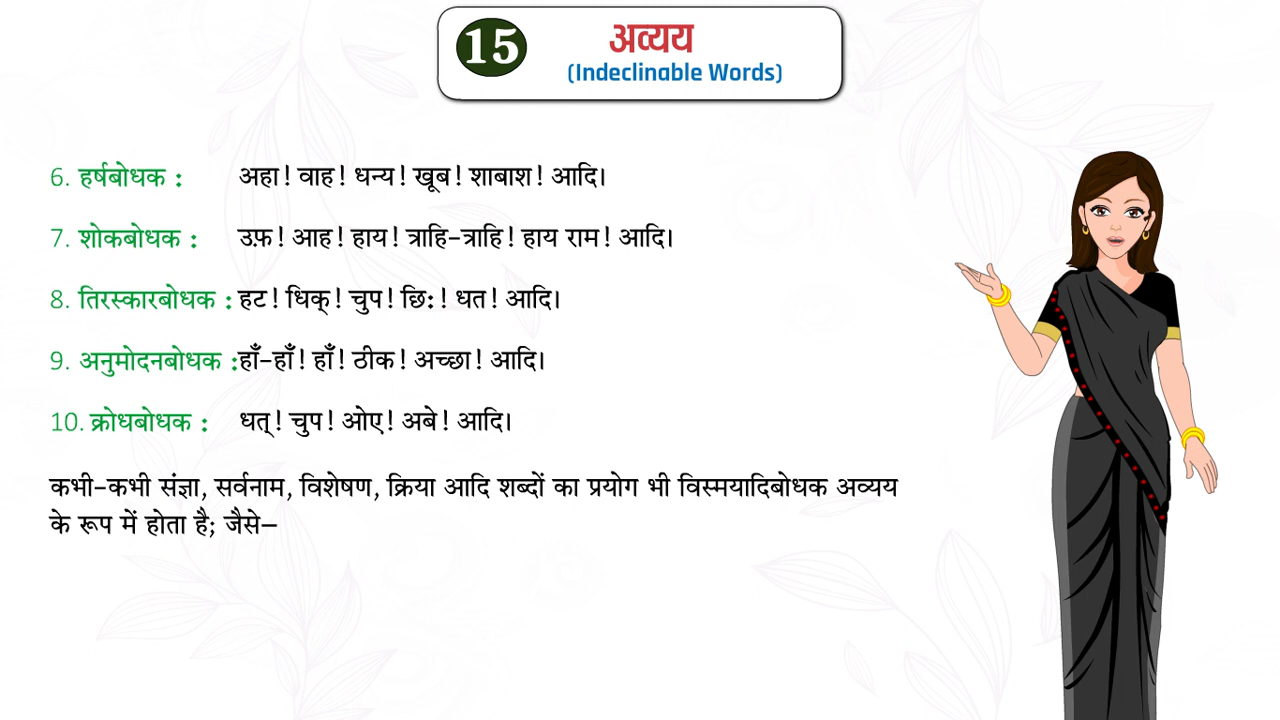 15
अव्यय
(Indeclinable Words)
6. हर्षबोधक : अहा! वाह! धन्य! खूब! शाबाश! आदि।
7. शोकबोधक : उफ़! आह! हाय! त्राहि-त्राहि! हाय राम! आदि।
8. तिरस्कारबोधक : हट! धिक्! चुप! छि:! धत! आदि।
9. अनुमोदनबोधक : हाँ-हाँ! हाँ! ठीक! अच्छा! आदि।
10. क्रोधबोधक : धत्! चुप! ओए! अबे! आदि।
कभी-कभी संज्ञा, सर्वनाम, विशेषण, क्रिया आदि शब्दों का प्रयोग भी विस्मयादिबोधक अव्यय
के रूप में होता है; जैसे–